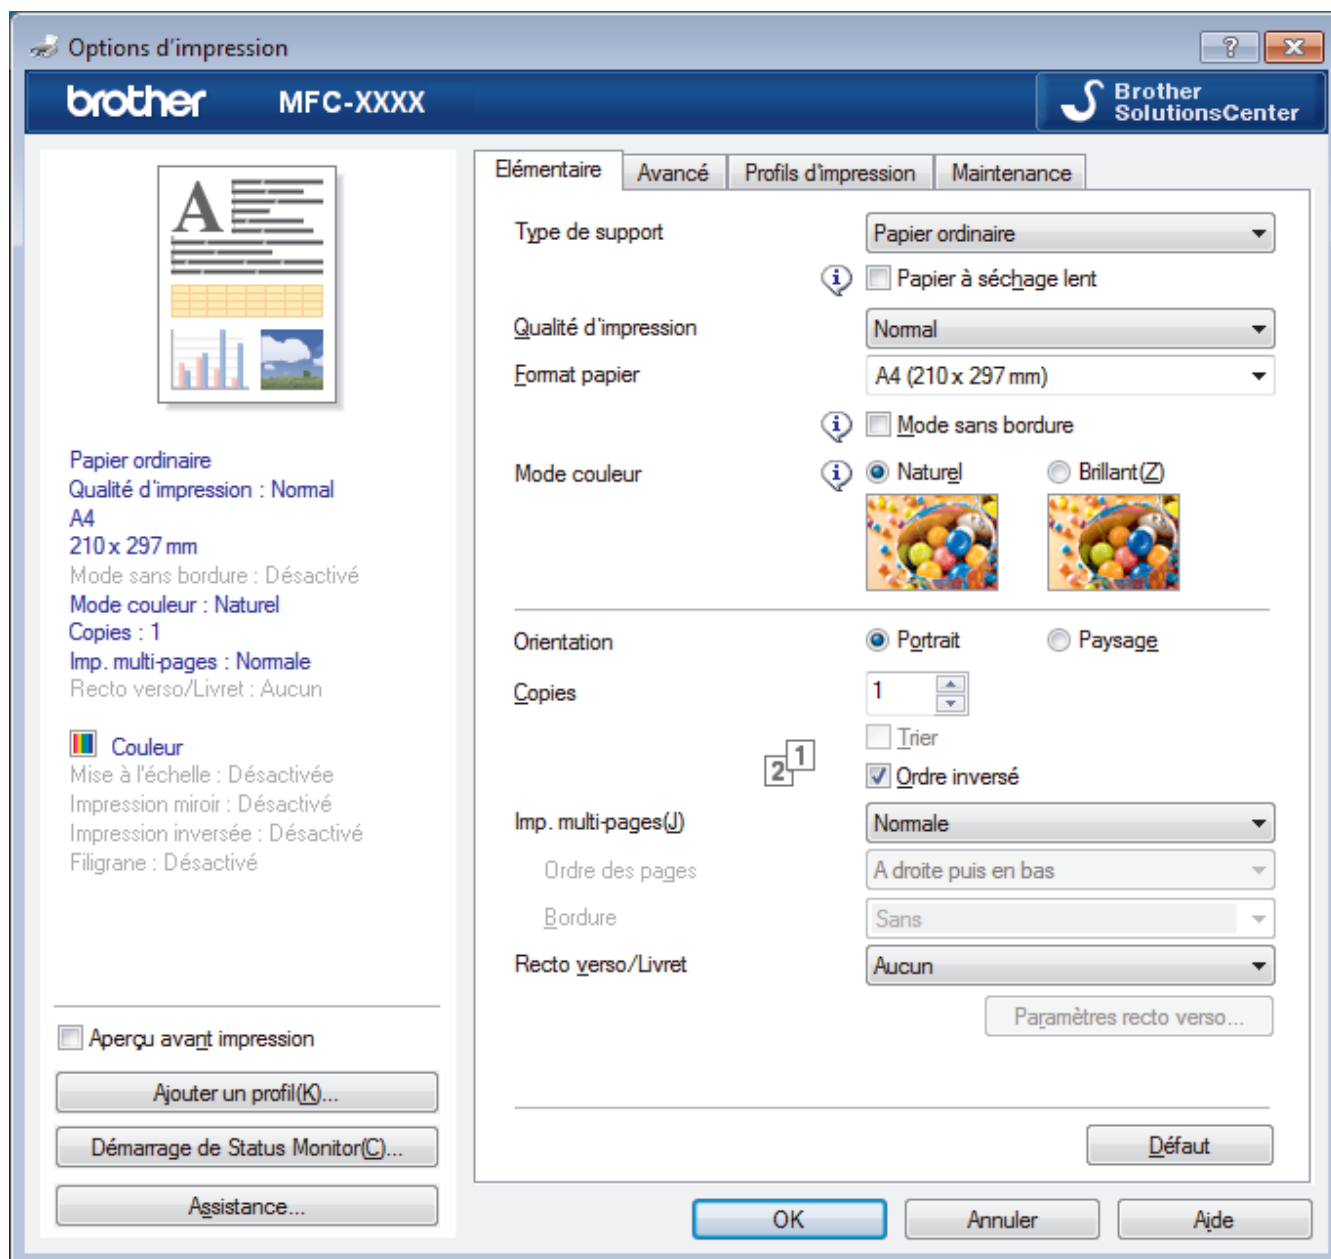 Options d'impression
brother MFC-XXXX
Brother
SolutionsCenter
A
Papier ordinaire
Qualité d'impression : Normal
A4
210 x 297 mm
Mode sans bordure : Désactivé
Mode couleur : Naturel
Copies : 1
Imp. multi-pages : Normale
Recto verso/Livret : Aucun
Couleur
Mise à l'échelle : Désactivée
Impression miroir : Désactivé
Impression inversée : Désactivé
Filigrane : Désactivé
Aperçu avant impression
Ajouter un profil(K)...
Démarrage de Status Monitor(C)...
Assistance...
Elémentaire Avancé Profils d'impression Maintenance
Type de support Papier ordinaire
Papier à séchage lent
Qualité d'impression Normal
Format papier A4 (210 x 297 mm)
Mode sans bordure
Mode couleur Naturel Brillant(Z)
Orientation Portrait Paysage
Copies 1
Trier
2 1 Ordre inversé
Imp. multi-pages(J) Normale
Ordre des pages A droite puis en bas
Bordure Sans
Recto verso/Livret Aucun
Paramètres recto verso...
Défaut
OK Annuler Aide